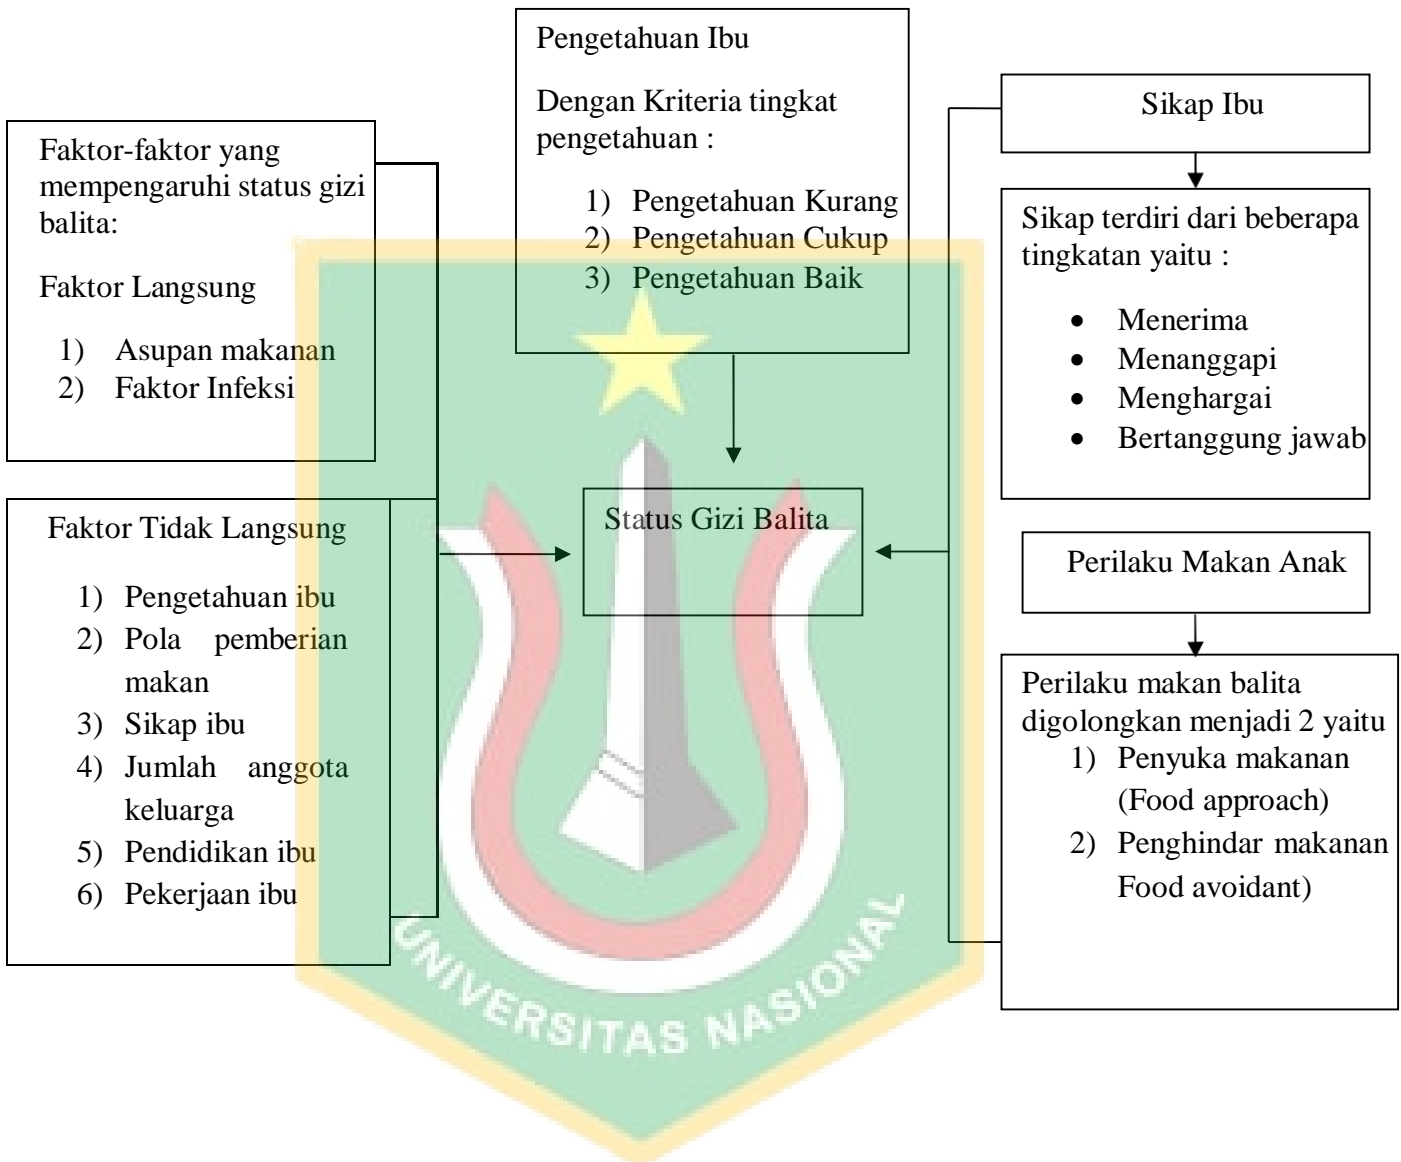 Pengetahuan Ibu
Dengan Kriteria tingkat
pengetahuan :
1) Pengetahuan Kurang
2) Pengetahuan Cukup
3) Pengetahuan Baik
Faktor-faktor yang
mempengaruhi status gizi
balita:
Faktor Langsung
1) Asupan makanan
2) Faktor Infeksi
Faktor Tidak Langsung
1) Pengetahuan ibu
2) Pola pemberian
makan
3) Sikap ibu
4) Jumlah anggota
keluarga
5) Pendidikan ibu
6) Pekerjaan ibu
Status Gizi Balita
Sikap Ibu
Sikap terdiri dari beberapa
tingkatan yaitu :
• Menerima
• Menanggapi
• Menghargai
• Bertanggung jawab
Perilaku Makan Anak
Perilaku makan balita
digolongkan menjadi 2 yaitu
1) Penyuka makanan
(Food approach)
2) Penghindar makanan
Food avoidant)
UNIVERSITAS NASIONAL